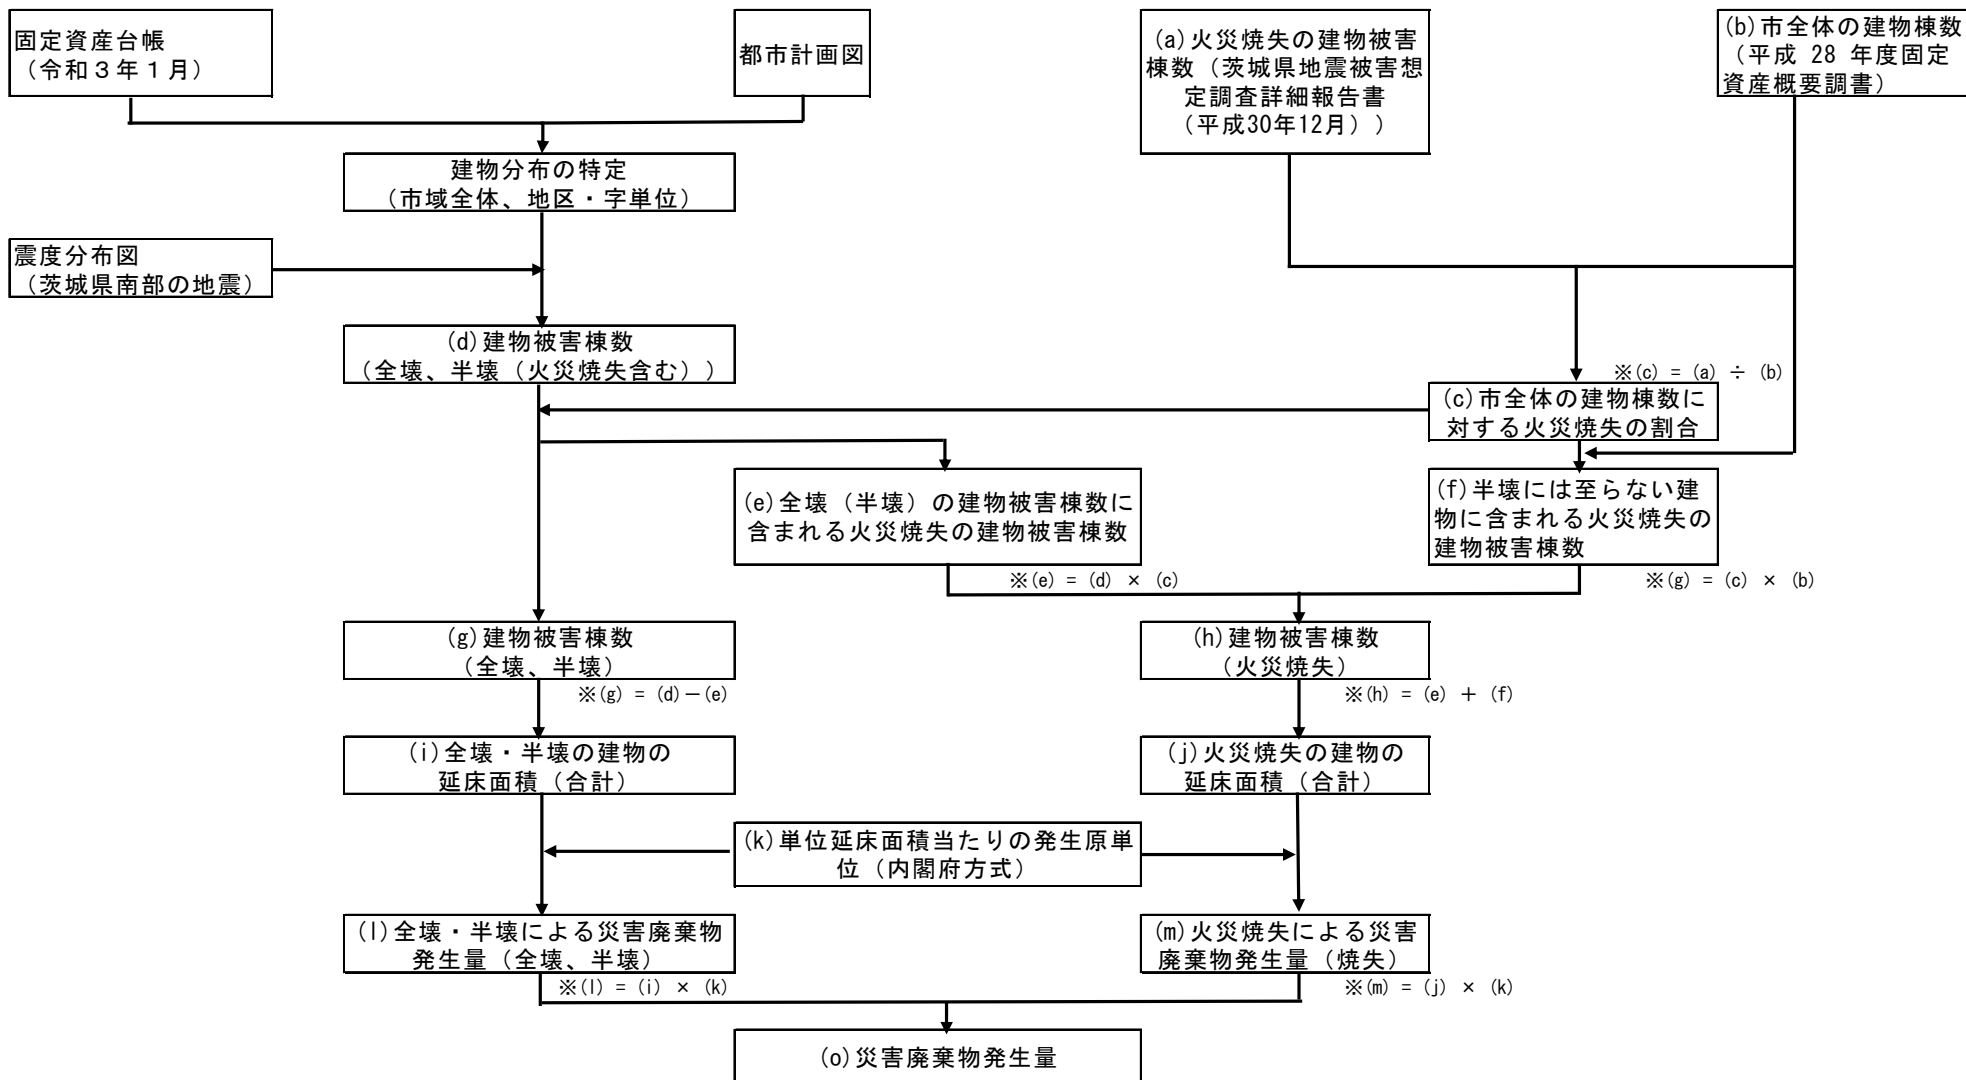 固定資産台帳
（令和３年１月）
都市計画図
(a)火災焼失の建物被害
棟数（茨城県地震被害想
定調査詳細報告書
（平成30年12月））
(b)市全体の建物棟数
（平成 28 年度固定
資産概要調書）
建物分布の特定
（市域全体、地区・字単位）
震度分布図
（茨城県南部の地震）
(d)建物被害棟数
（全壊、半壊（火災焼失含む））
※(c) = (a) ÷ (b)
(c)市全体の建物棟数に
対する火災焼失の割合
(e)全壊（半壊）の建物被害棟数に
含まれる火災焼失の建物被害棟数
(f)半壊には至らない建
物に含まれる火災焼失の
建物被害棟数
※(e) = (d) × (c)
※(g) = (c) × (b)
(g)建物被害棟数
（全壊、半壊）
(h)建物被害棟数
（火災焼失）
※(g) = (d)－(e)
※(h) = (e) ＋ (f)
(i)全壊・半壊の建物の
延床面積（合計）
(j)火災焼失の建物の
延床面積（合計）
(k)単位延床面積当たりの発生原単
位（内閣府方式）
(l)全壊・半壊による災害廃棄物
発生量（全壊、半壊）
(m)火災焼失による災害
廃棄物発生量（焼失）
※(l) = (i) × (k)
※(m) = (j) × (k)
(o)災害廃棄物発生量